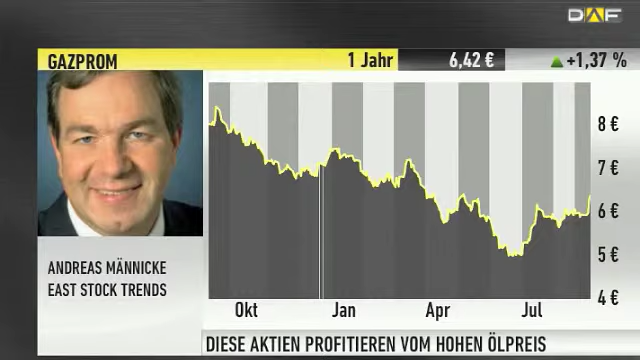 DAF
GAZPROM 1 Jahr 6,42 € +1,37 %
8 €
7 €
6 €
5 €
4 €
Okt Jan Apr Jul
ANDREAS MÄNNICKE
EAST STOCK TRENDS
DIESE AKTIEN PROFITIEREN VOM HOHEN ÖLPREIS